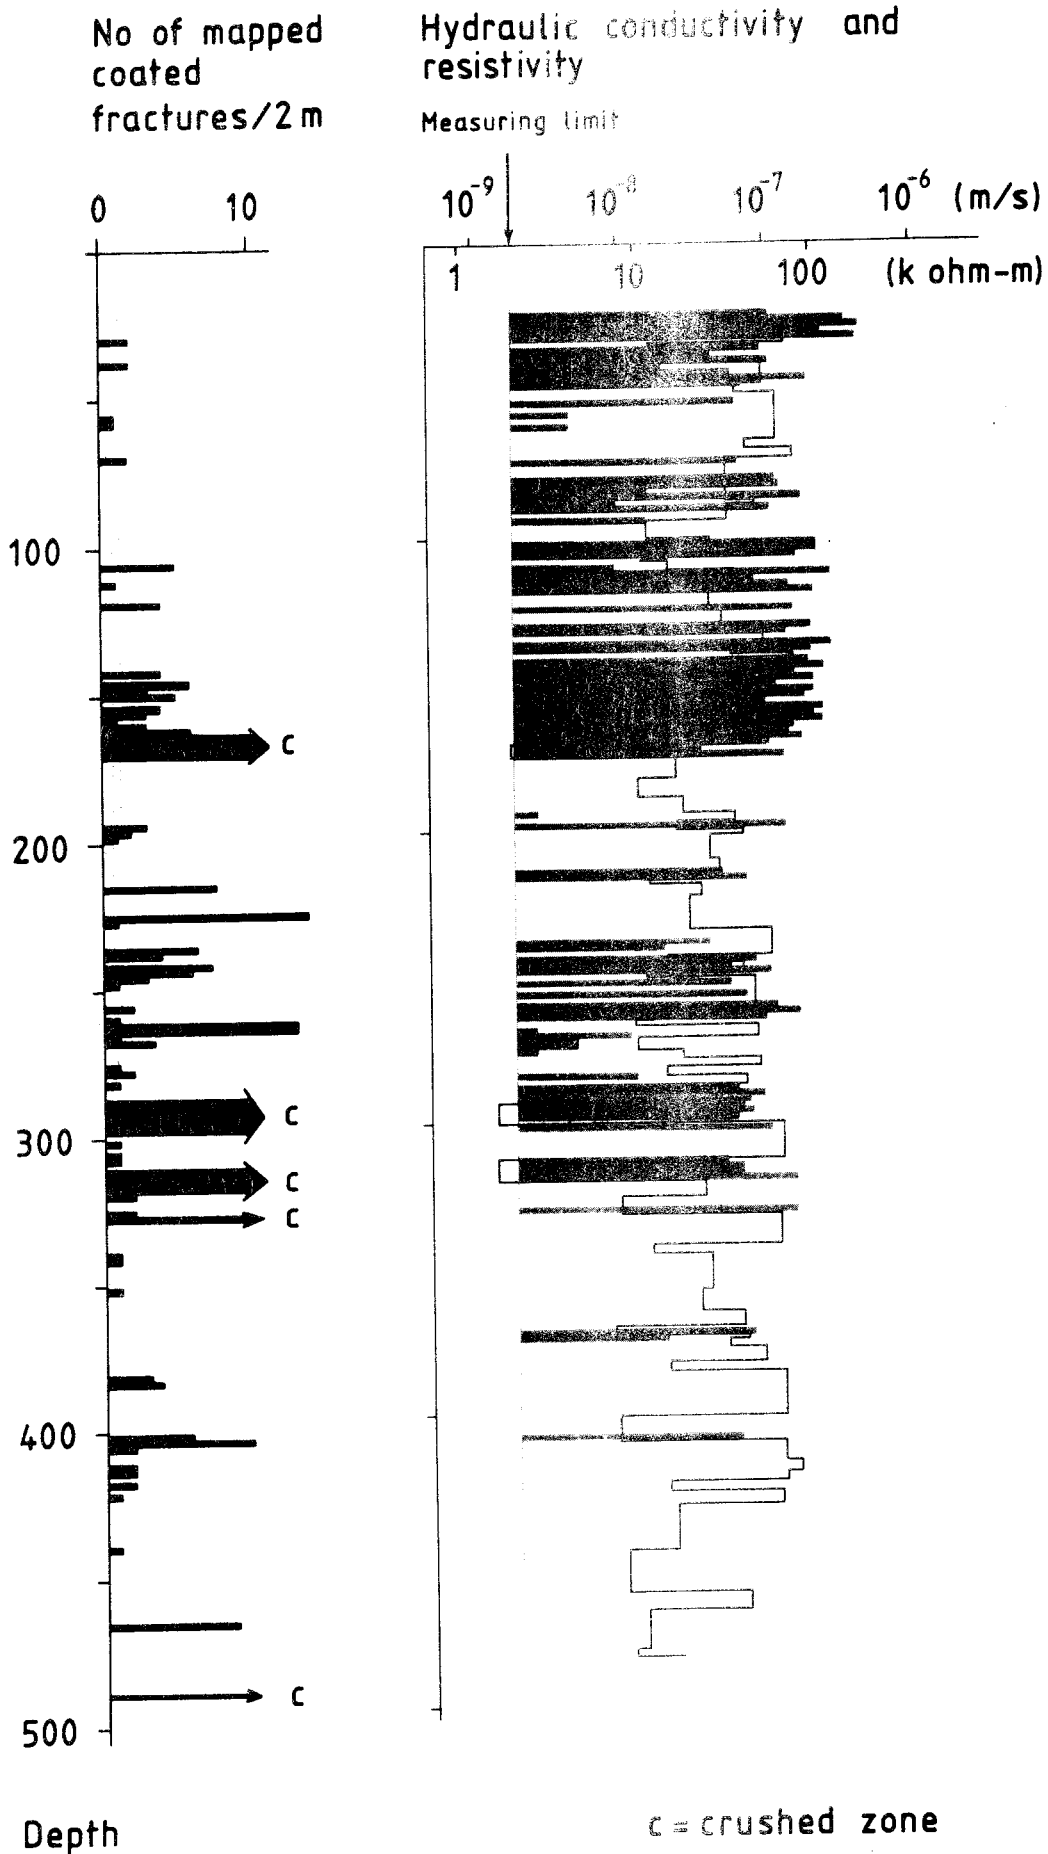 No of mapped
coated
fractures/2 m
Hydraulic conductivity and
resistivity
Measuring limit
0 10
10⁻⁹ 10⁻⁸ 10⁻⁷ 10⁻⁶ (m/s)
1 10 100 (k ohm-m)
100
C
200
C
300
C
C
400
C
500
Depth
c = crushed zone